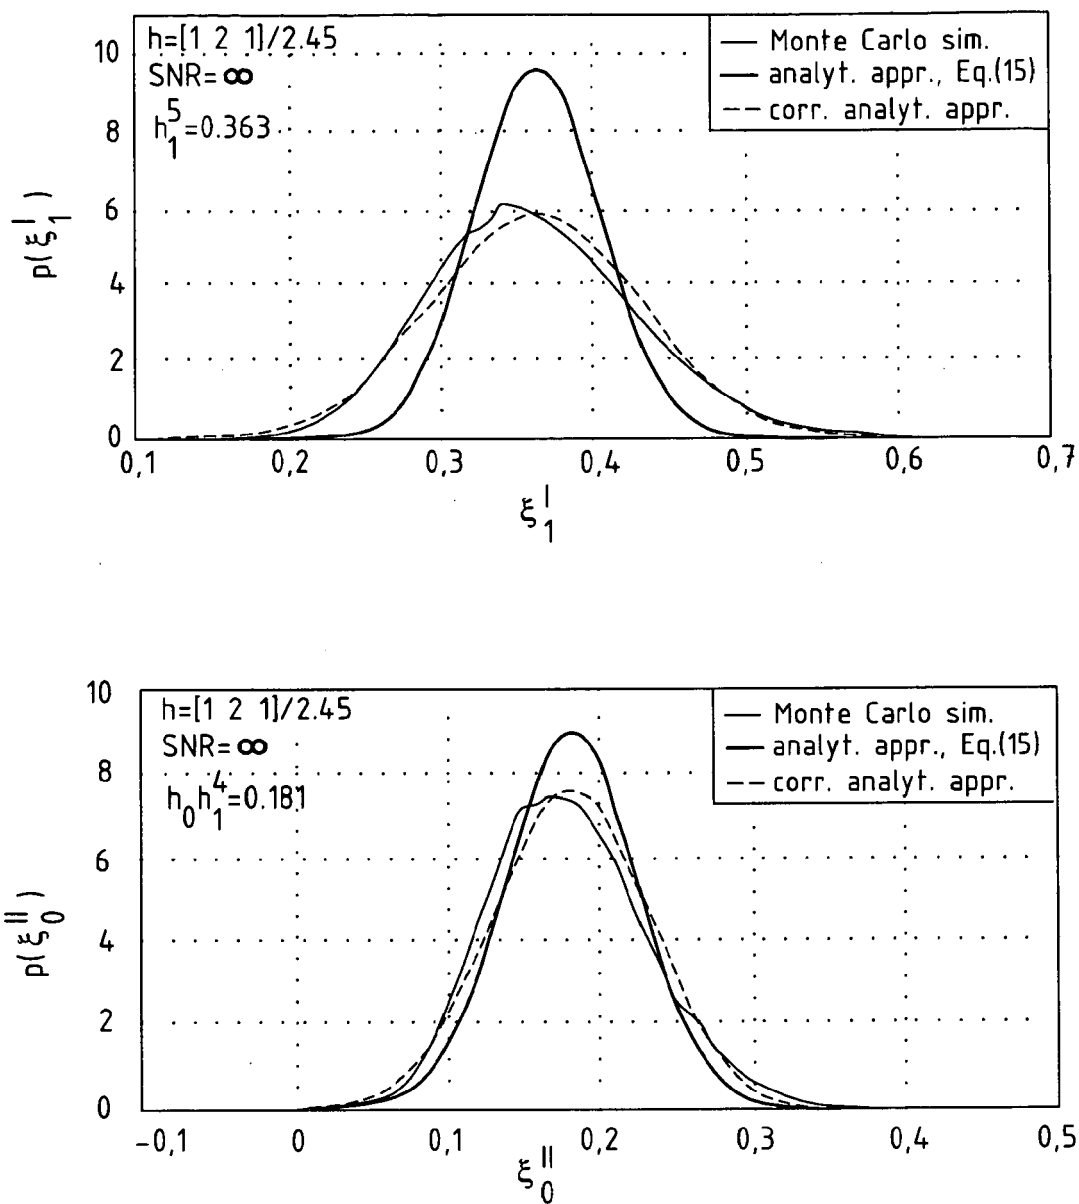 10
h=[1 2 1]/2.45
SNR=∞
h₁⁵=0.363
— Monte Carlo sim.
— analyt. appr., Eq.(15)
-- corr. analyt. appr.
8
6
4
2
0
p(ξ₁ᴵ)
0,1 0,2 0,3 0,4 0,5 0,6 0,7
ξ₁ᴵ
10
h=[1 2 1]/2.45
SNR=∞
h₀h₁⁴=0.181
— Monte Carlo sim.
— analyt. appr., Eq.(15)
-- corr. analyt. appr.
8
6
4
2
0
p(ξ₀ᴵᴵ)
-0,1 0 0,1 0,2 0,3 0,4 0,5
ξ₀ᴵᴵ